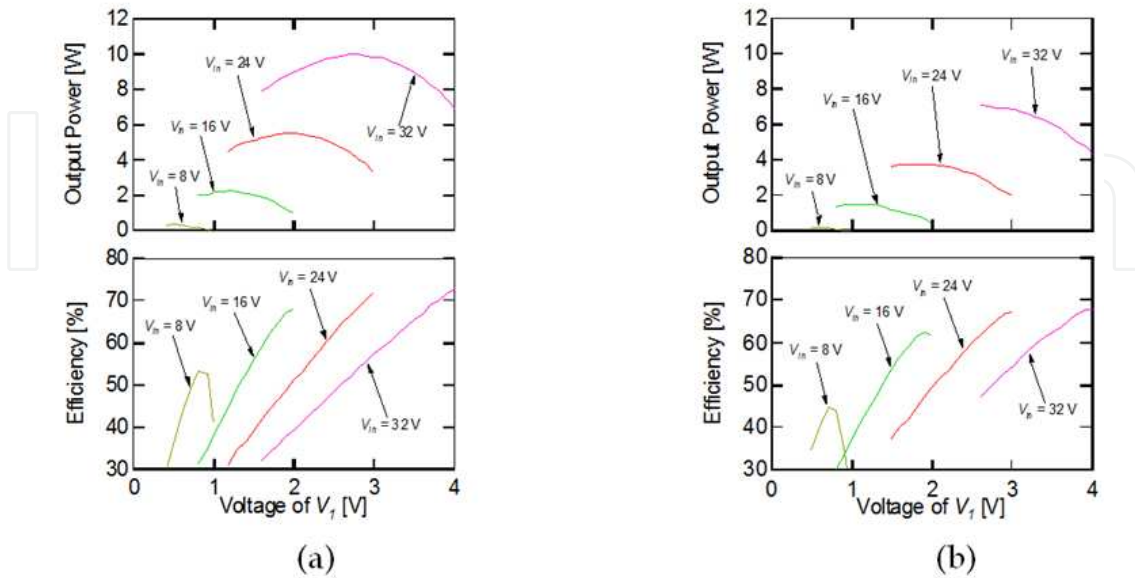 12
10
8
6
4
2
0
Output Power [W]
V_in = 24 V
V_in = 16 V
V_in = 8 V
V_in = 32 V
80
70
60
50
40
30
Efficiency [%]
V_in = 8 V
V_in = 16 V
V_in = 24 V
V_in = 32 V
0 1 2 3 4
Voltage of V_1 [V]
(a)
12
10
8
6
4
2
0
Output Power [W]
V_in = 32 V
V_in = 24 V
V_in = 16 V
V_in = 8 V
80
70
60
50
40
30
Efficiency [%]
V_in = 24 V
V_in = 16 V
V_in = 8 V
V_in = 32 V
0 1 2 3 4
Voltage of V_1 [V]
(b)